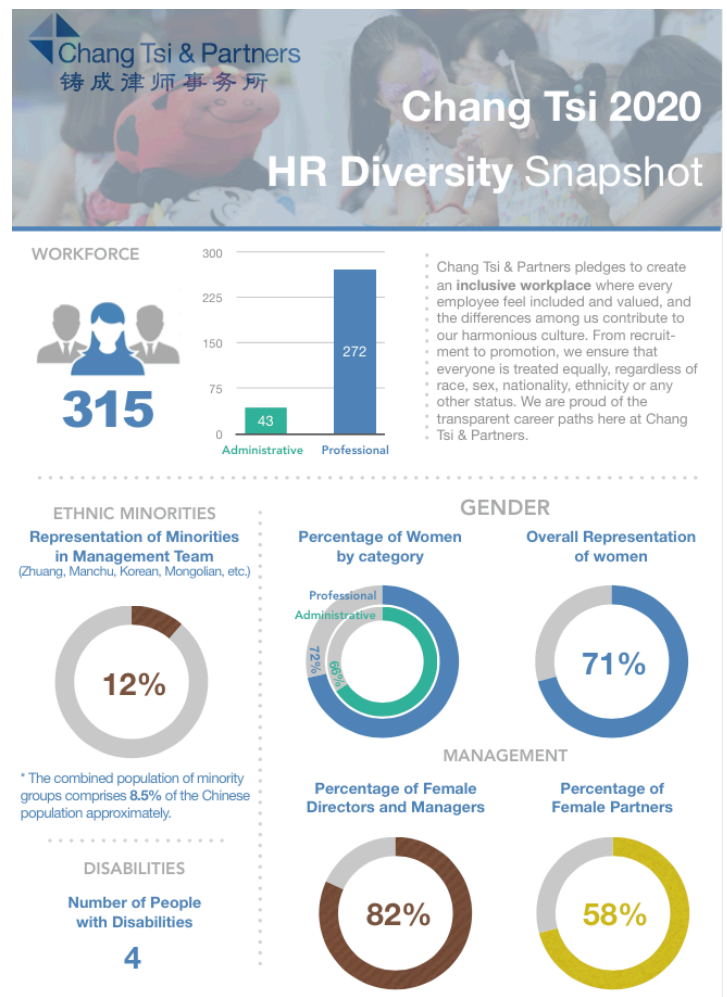 Chang Tsi & Partners
铸成律师事务所
Chang Tsi 2020
HR Diversity Snapshot
WORKFORCE
315
300
225
150
75
0
272
43
Administrative
Professional
Chang Tsi & Partners pledges to create
an inclusive workplace where every
employee feel included and valued, and
the differences among us contribute to
our harmonious culture. From recruit-
ment to promotion, we ensure that
everyone is treated equally, regardless of
race, sex, nationality, ethnicity or any
other status. We are proud of the
transparent career paths here at Chang
Tsi & Partners.
ETHNIC MINORITIES
Representation of Minorities
in Management Team
(Zhuang, Manchu, Korean, Mongolian, etc.)
12%
* The combined population of minority
groups comprises 8.5% of the Chinese
population approximately.
DISABILITIES
Number of People
with Disabilities
4
GENDER
Percentage of Women
by category
Professional
Administrative
72%
66%
Overall Representation
of women
71%
MANAGEMENT
Percentage of Female
Directors and Managers
82%
Percentage of
Female Partners
58%